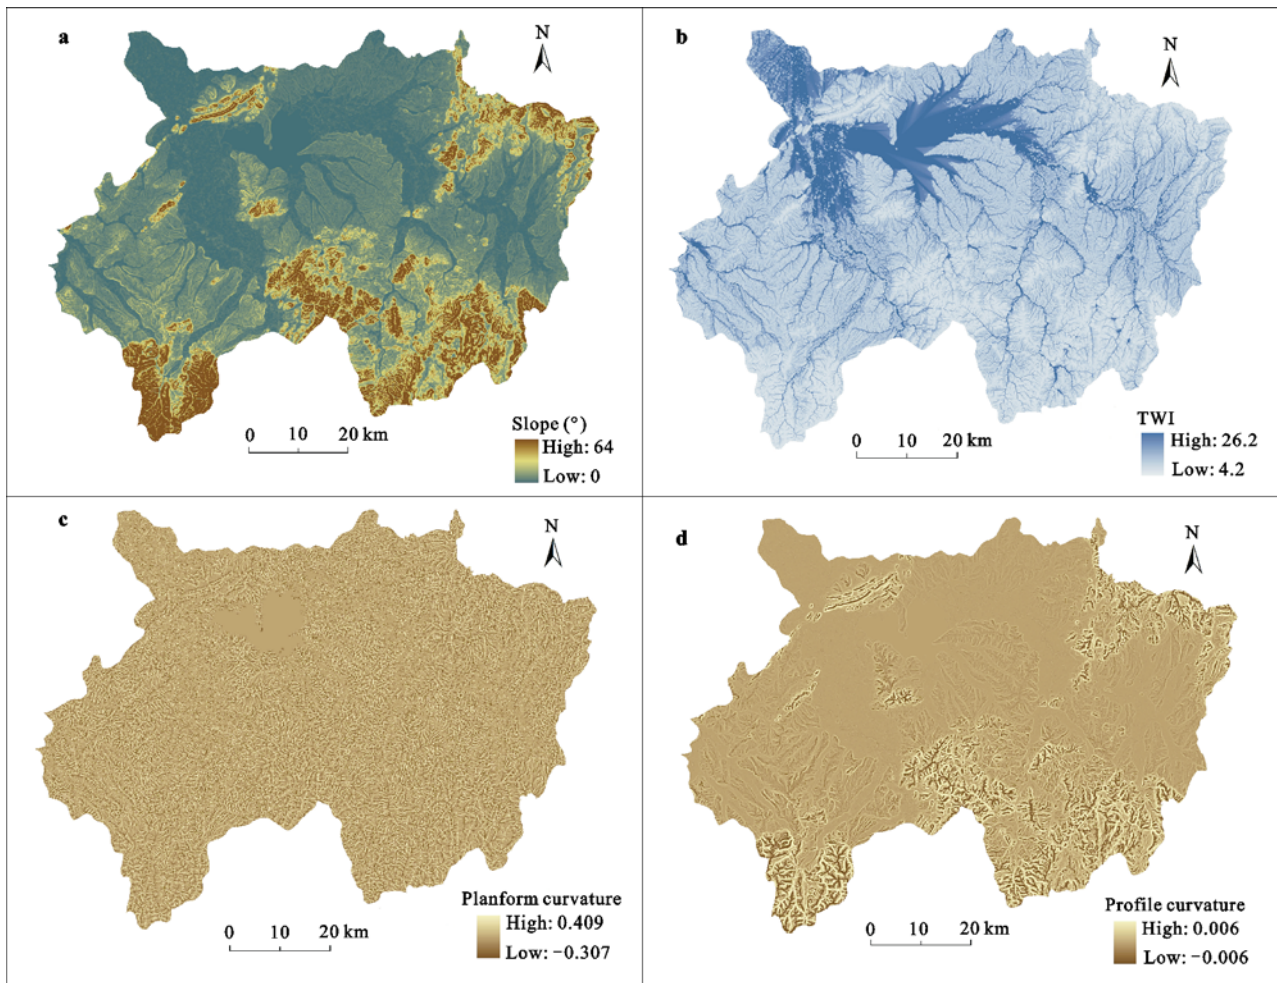 a
N
Slope (°)
High: 64
Low: 0
0 10 20 km
b
N
TWI
High: 26.2
Low: 4.2
0 10 20 km
c
N
Planform curvature
High: 0.409
Low: −0.307
0 10 20 km
d
N
Profile curvature
High: 0.006
Low: −0.006
0 10 20 km